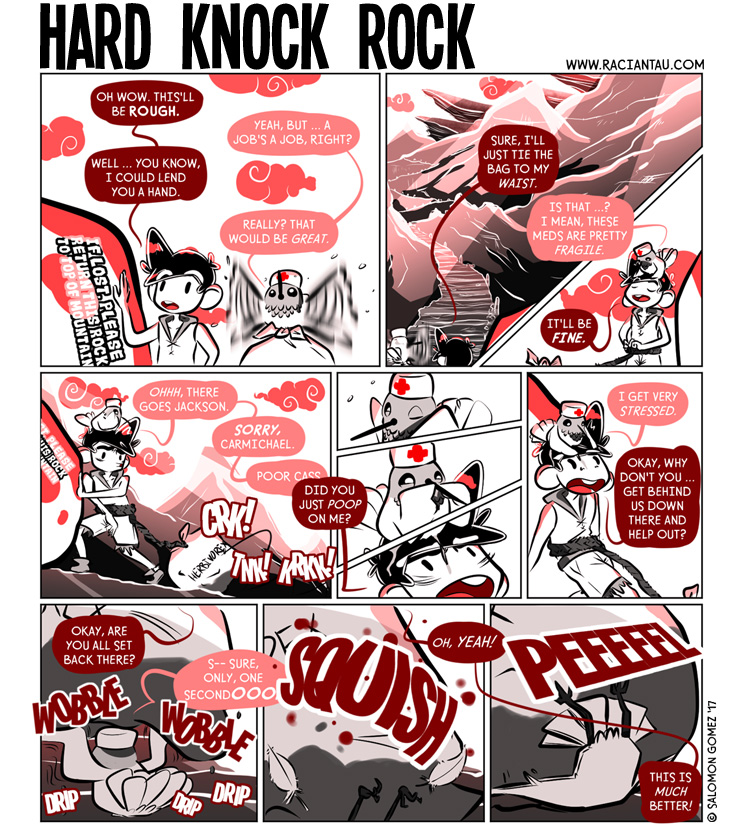 HARD KNOCK ROCK
WWW.RACIANTAU.COM
OH WOW. THIS'LL
BE ROUGH.
WELL ... YOU KNOW,
I COULD LEND
YOU A HAND.
YEAH, BUT ... A
JOB'S A JOB, RIGHT?
REALLY? THAT
WOULD BE GREAT.
IF LOST PLEASE
RETURN THIS ROCK
TO TOP OF MOUNTAIN
SURE, I'LL
JUST TIE THE
BAG TO MY
WAIST.
IS THAT ...?
I MEAN, THESE
MEDS ARE PRETTY
FRAGILE.
IT'LL BE
FINE.
OHHH, THERE
GOES JACKSON.
SORRY,
CARMICHAEL.
POOR CASS
ST PLEASE
HIS ROCK
NTAIN
CRK!
TNK!
KRKK!
DID YOU
JUST POOP
ON ME?
I GET VERY
STRESSED.
OKAY, WHY
DON'T YOU ...
GET BEHIND
US DOWN
THERE AND
HELP OUT?
OKAY, ARE
YOU ALL SET
BACK THERE?
S-- SURE,
ONLY, ONE
SECONDOOO
WOBBLE
WOBBLE
DRIP
DRIP
DRIP
SQUISH
OH, YEAH!
PEEEEEL
THIS IS
MUCH
BETTER!
© SALOMON GOMEZ '17